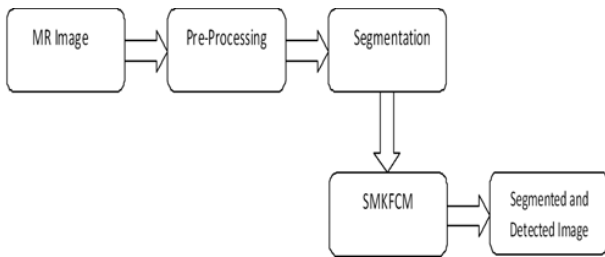 MR Image
Pre-Processing
Segmentation
SMKFCM
Segmented and
Detected Image